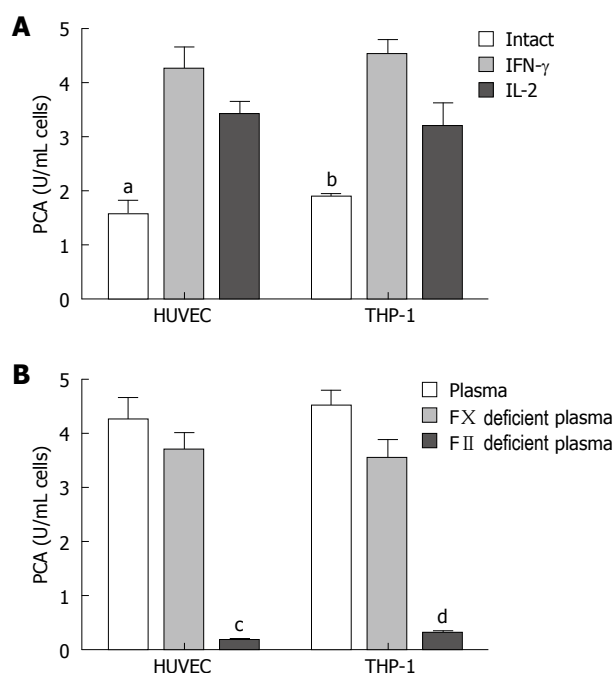 A
5
4
3
2
1
0
PCA (U/mL cells)
a
b
HUVEC
THP-1
Intact
IFN-γ
IL-2
B
5
4
3
2
1
0
PCA (U/mL cells)
c
d
HUVEC
THP-1
Plasma
FⅩ deficient plasma
FⅡ deficient plasma